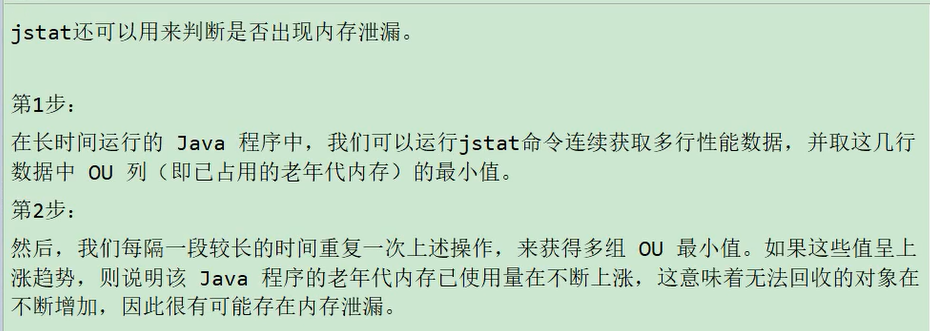 jstat还可以用来判断是否出现内存泄漏。
第1步:
在长时间运行的 Java 程序中，我们可以运行jstat命令连续获取多行性能数据，并取这几行
数据中 OU 列（即已占用的老年代内存）的最小值。
第2步:
然后，我们每隔一段较长的时间重复一次上述操作，来获得多组 OU 最小值。如果这些值呈上
涨趋势，则说明该 Java 程序的老年代内存已使用量在不断上涨，这意味着无法回收的对象在
不断增加，因此很有可能存在内存泄漏。